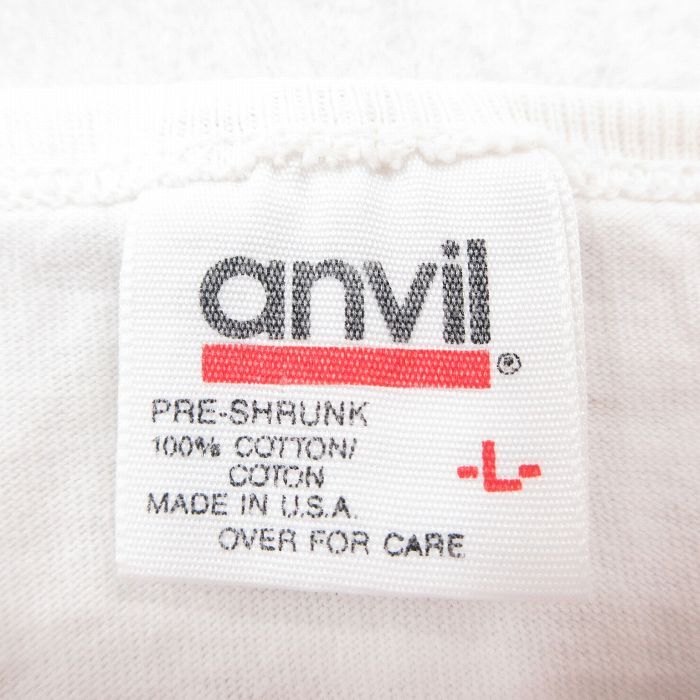 anvil®
PRE-SHRUNK
100% COTTON/
COTON
-L-
MADE IN U.S.A.
OVER FOR CARE